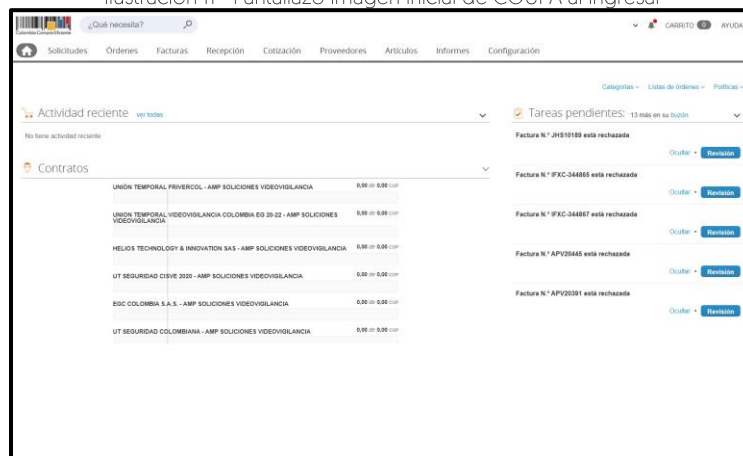 Ilustración 11 - Pantallazo imagen inicial de COUPA al ingresar
Colombia Compra Eficiente
¿Qué necesita?
CARRITO 0
AYUDA
Solicitudes Órdenes Facturas Recepción Cotización Proveedores Artículos Informes Configuración
Categorías Listas de órdenes Políticas
Actividad reciente ver todas
No tiene actividad reciente
Contratos
UNIÓN TEMPORAL FRIVERCOL - AMP SOLICIONES VIDEOVIGILANCIA 0,00 de 0,00 COP
UNION TEMPORAL VIDEOVIGILANCIA COLOMBIA EG 20-22 - AMP SOLICIONES VIDEOVIGILANCIA 0,00 de 0,00 COP
HELIOS TECHNOLOGY & INNOVATION SAS - AMP SOLICIONES VIDEOVIGILANCIA 0,00 de 0,00 COP
UT SEGURIDAD CISVE 2020 - AMP SOLICIONES VIDEOVIGILANCIA 0,00 de 0,00 COP
EGC COLOMBIA S.A.S. - AMP SOLICIONES VIDEOVIGILANCIA 0,00 de 0,00 COP
UT SEGURIDAD COLOMBIANA - AMP SOLICIONES VIDEOVIGILANCIA 0,00 de 0,00 COP
Tareas pendientes: 13 más en su buzón
Factura N.° JHS10189 está rechazada
Ocultar • Revisión
Factura N.° IFXC-344865 está rechazada
Ocultar • Revisión
Factura N.° IFXC-344867 está rechazada
Ocultar • Revisión
Factura N.° APV20445 está rechazada
Ocultar • Revisión
Factura N.° APV20391 está rechazada
Ocultar • Revisión